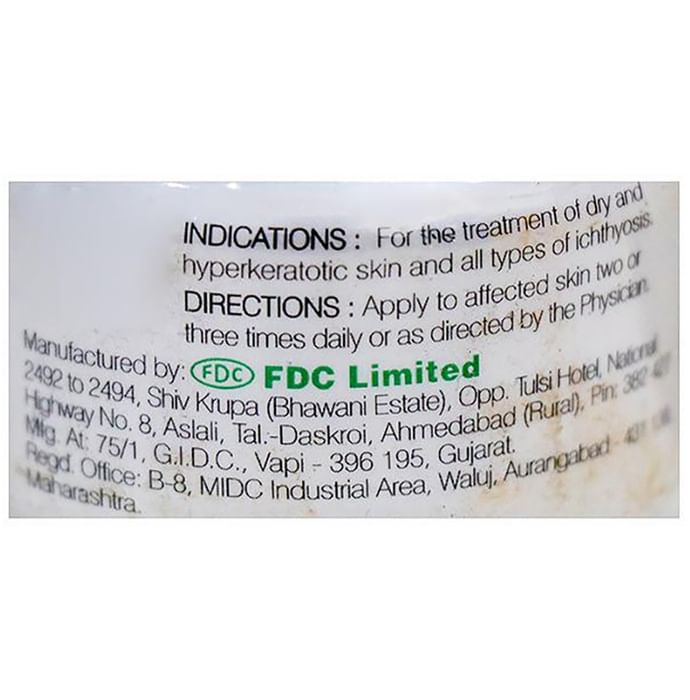 INDICATIONS : For the treatment of dry and
hyperkeratotic skin and all types of ichthyosis.
DIRECTIONS : Apply to affected skin two or
three times daily or as directed by the Physician.
Manufactured by: FDC FDC Limited
2492 to 2494, Shiv Krupa (Bhawani Estate), Opp. Tulsi Hotel, National
Highway No. 8, Aslali, Tal.-Daskroi, Ahmedabad (Rural), Pin: 382
Mfg. At: 75/1, G.I.D.C., Vapi - 396 195, Gujarat.
Regd. Office: B-8, MIDC Industrial Area, Waluj, Aurangabad - 431
Maharashtra.